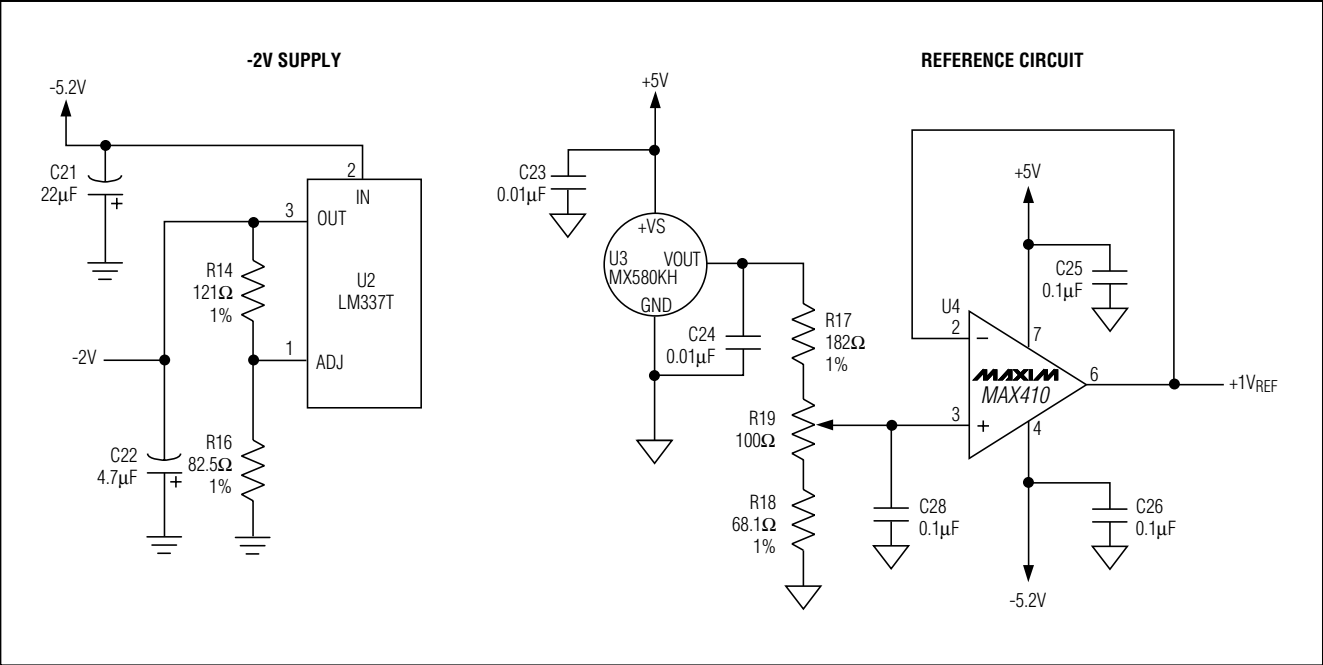 -2V SUPPLY
REFERENCE CIRCUIT
-5.2V
C21
22µF
+
2
IN
3
OUT
U2
LM337T
R14
121Ω
1%
-2V
1
ADJ
C22
4.7µF
+
R16
82.5Ω
1%
+5V
C23
0.01µF
+VS
U3
VOUT
MX580KH
GND
C24
0.01µF
R17
182Ω
1%
R19
100Ω
R18
68.1Ω
1%
+5V
C25
0.1µF
U4
2
−
7
MAXIM
MAX410
6
+1VREF
3
+
4
C28
0.1µF
C26
0.1µF
-5.2V